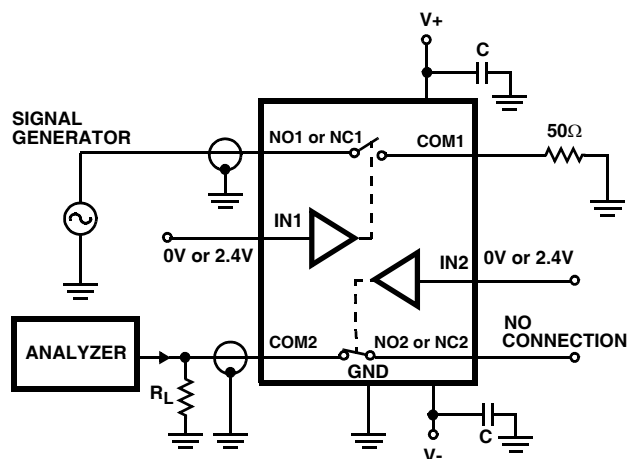 V+
C
SIGNAL
GENERATOR
NO1 or NC1
COM1
50Ω
IN1
0V or 2.4V
IN2
0V or 2.4V
ANALYZER
COM2
NO2 or NC2
NO
CONNECTION
GND
RL
C
V-